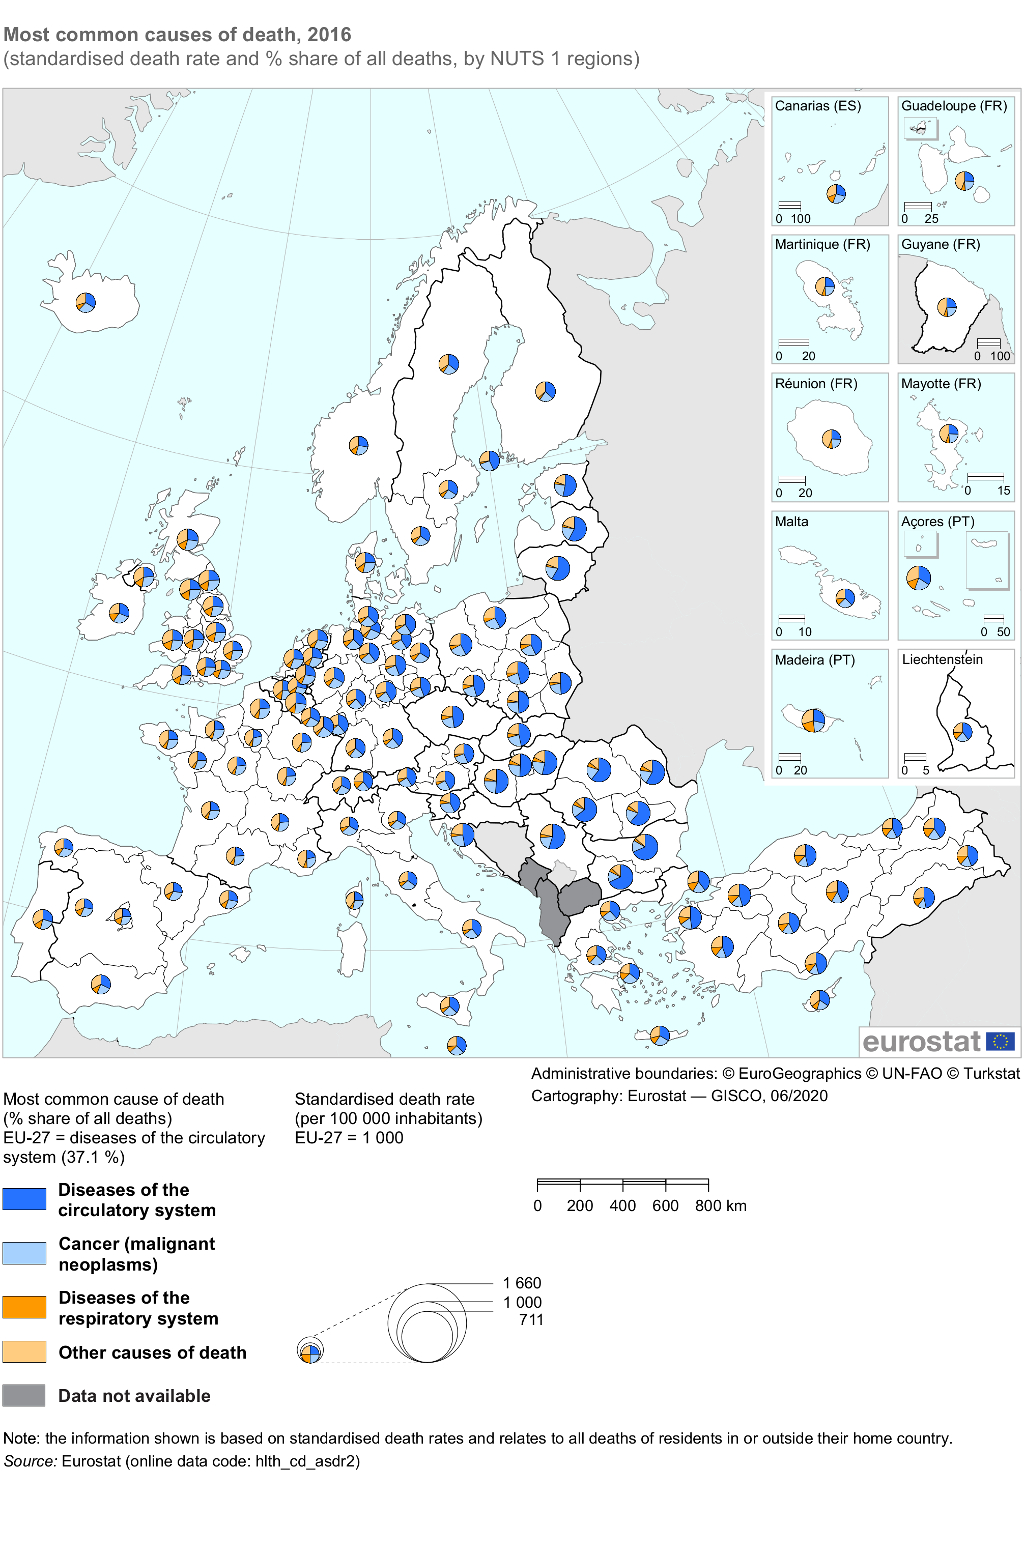 Most common causes of death, 2016
(standardised death rate and % share of all deaths, by NUTS 1 regions)
Canarias (ES)
0 100
Guadeloupe (FR)
0 25
Martinique (FR)
0 20
Guyane (FR)
0 100
Réunion (FR)
0 20
Mayotte (FR)
0 15
Malta
0 10
Açores (PT)
0 50
Madeira (PT)
0 20
Liechtenstein
0 5
eurostat
Administrative boundaries: © EuroGeographics © UN-FAO © Turkstat
Cartography: Eurostat — GISCO, 06/2020
Most common cause of death
(% share of all deaths)
EU-27 = diseases of the circulatory
system (37.1 %)
Standardised death rate
(per 100 000 inhabitants)
EU-27 = 1 000
Diseases of the
circulatory system
Cancer (malignant
neoplasms)
Diseases of the
respiratory system
Other causes of death
Data not available
0 200 400 600 800 km
1 660
1 000
711
Note: the information shown is based on standardised death rates and relates to all deaths of residents in or outside their home country.
Source: Eurostat (online data code: hlth_cd_asdr2)